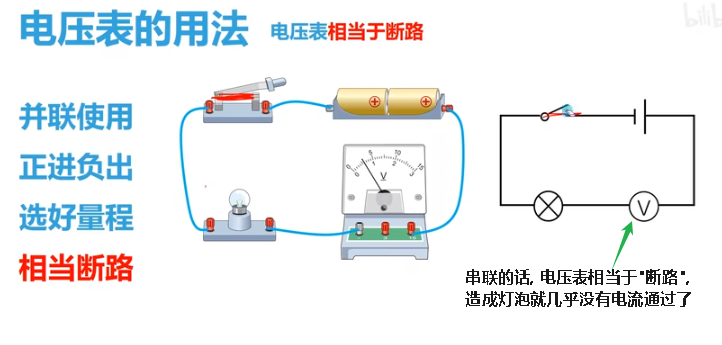 电压表的用法 电压表相当于断路
并联使用
正进负出
选好量程
相当断路
0 5 10 15
0 1 2 3
V
V
串联的话, 电压表相当于"断路",
造成灯泡就几乎没有电流通过了